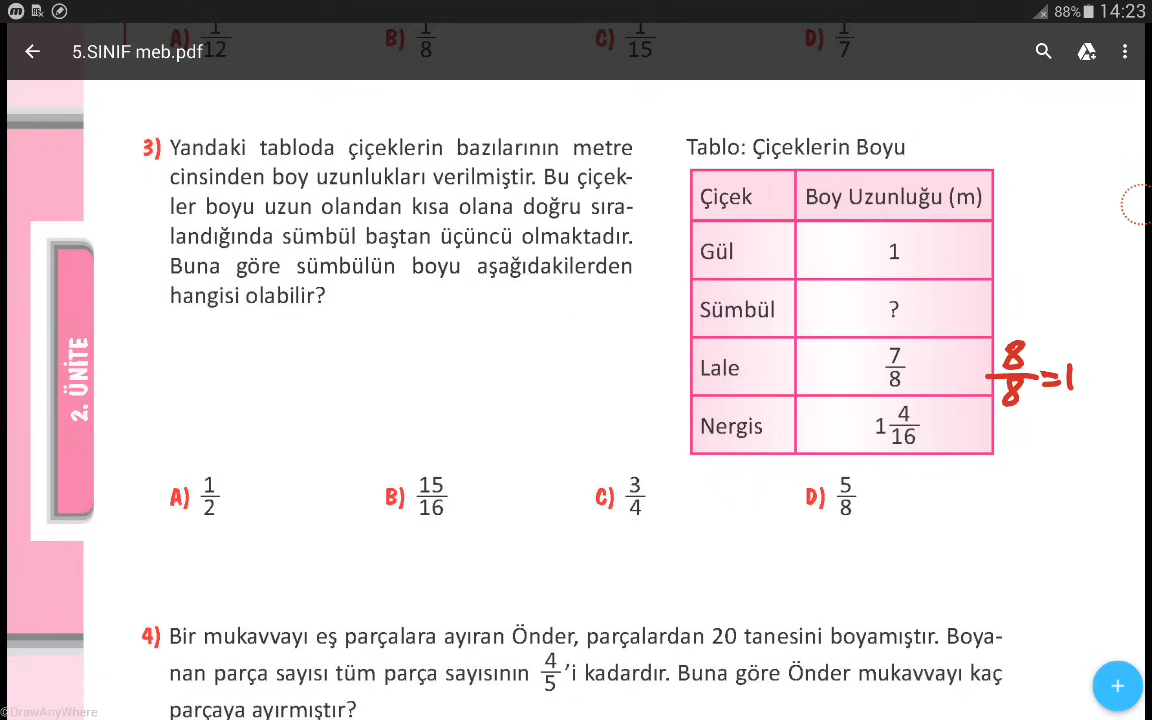 88% 14:23
5.SINIF meb.pdf
A) 1/12 B) 1/8 C) 1/15 D) 1/7
3) Yandaki tabloda çiçeklerin bazılarının metre
cinsinden boy uzunlukları verilmiştir. Bu çiçek-
ler boyu uzun olandan kısa olana doğru sıra-
landığında sümbül baştan üçüncü olmaktadır.
Buna göre sümbülün boyu aşağıdakilerden
hangisi olabilir?
Tablo: Çiçeklerin Boyu
Çiçek Boy Uzunluğu (m)
Gül 1
Sümbül ?
Lale 7/8
Nergis 1 4/16
8/8 = 1
A) 1/2 B) 15/16 C) 3/4 D) 5/8
2. ÜNİTE
4) Bir mukavvayı eş parçalara ayıran Önder, parçalardan 20 tanesini boyamıştır. Boya-
nan parça sayısı tüm parça sayısının 4/5 'i kadardır. Buna göre Önder mukavvayı kaç
parçaya ayırmıştır?
©DrawAnyWhere